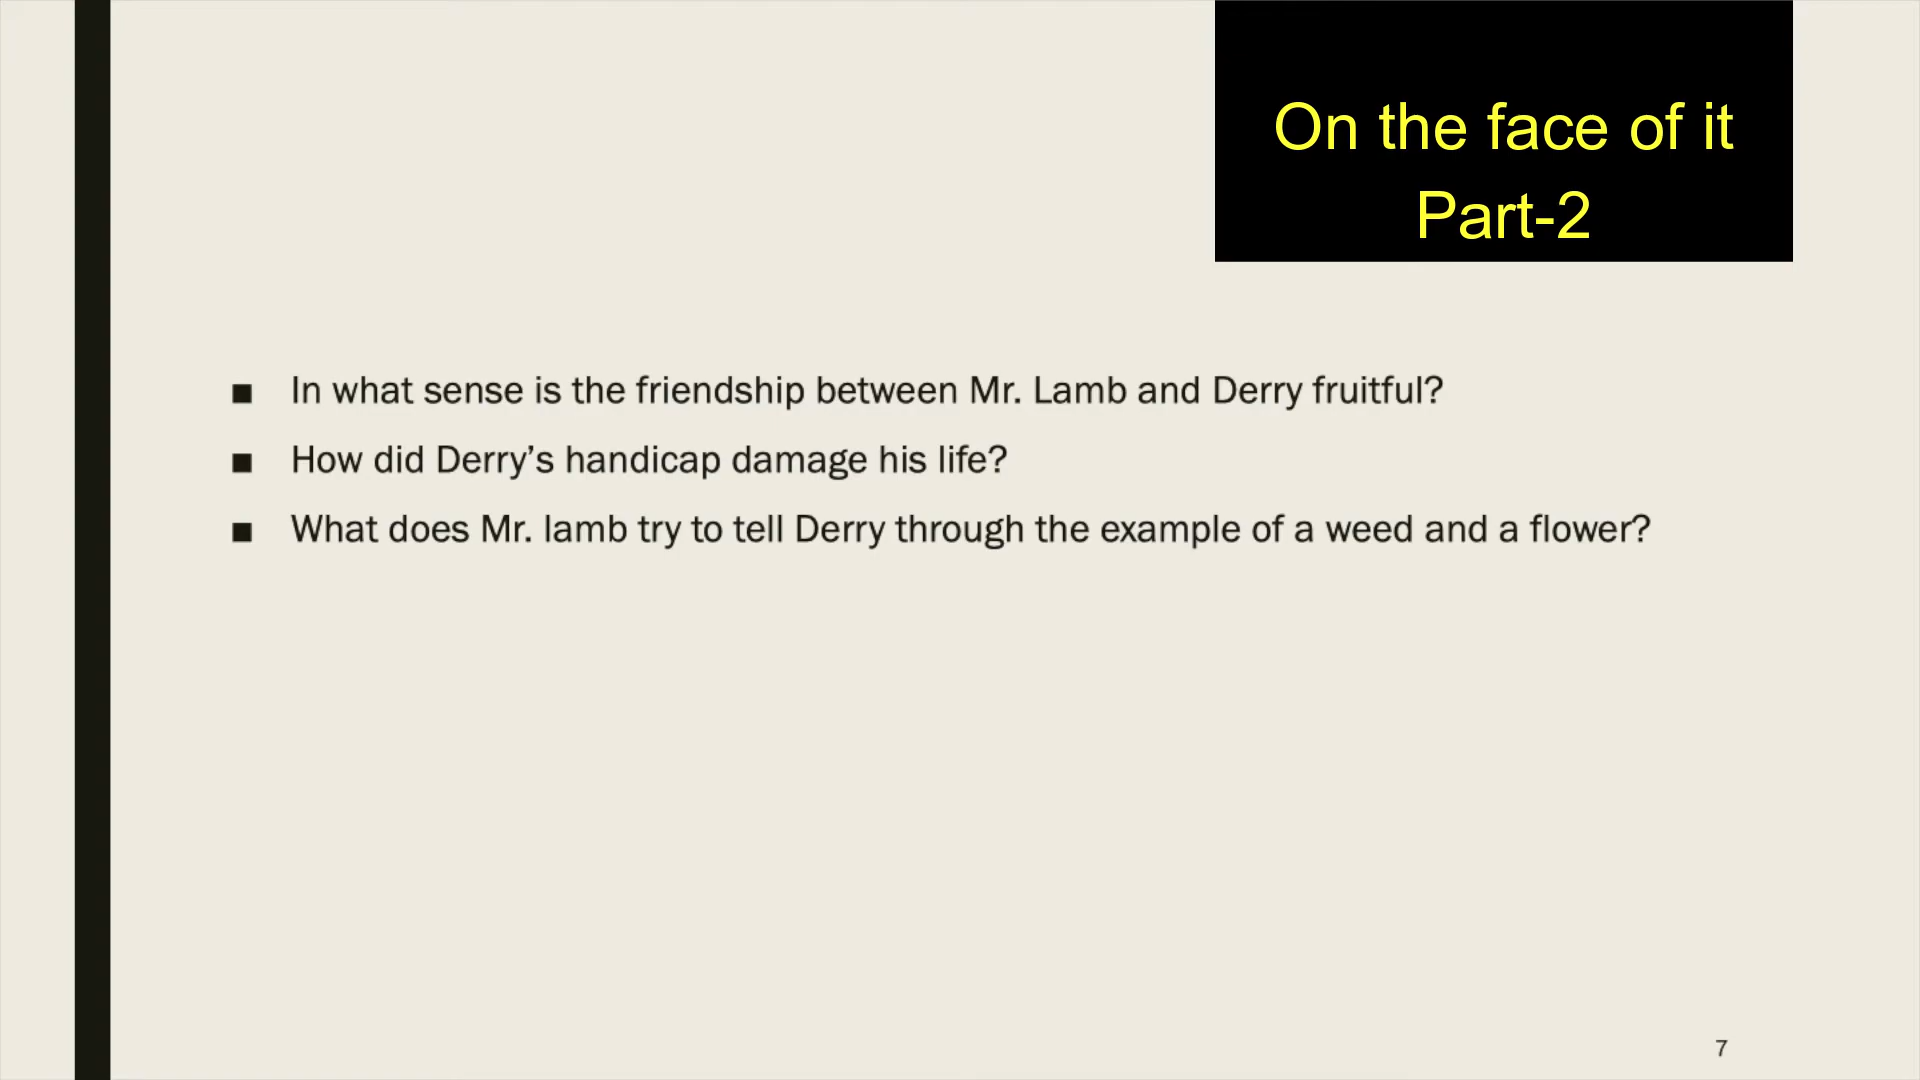 On the face of it
Part-2
■ In what sense is the friendship between Mr. Lamb and Derry fruitful?
■ How did Derry’s handicap damage his life?
■ What does Mr. lamb try to tell Derry through the example of a weed and a flower?
7